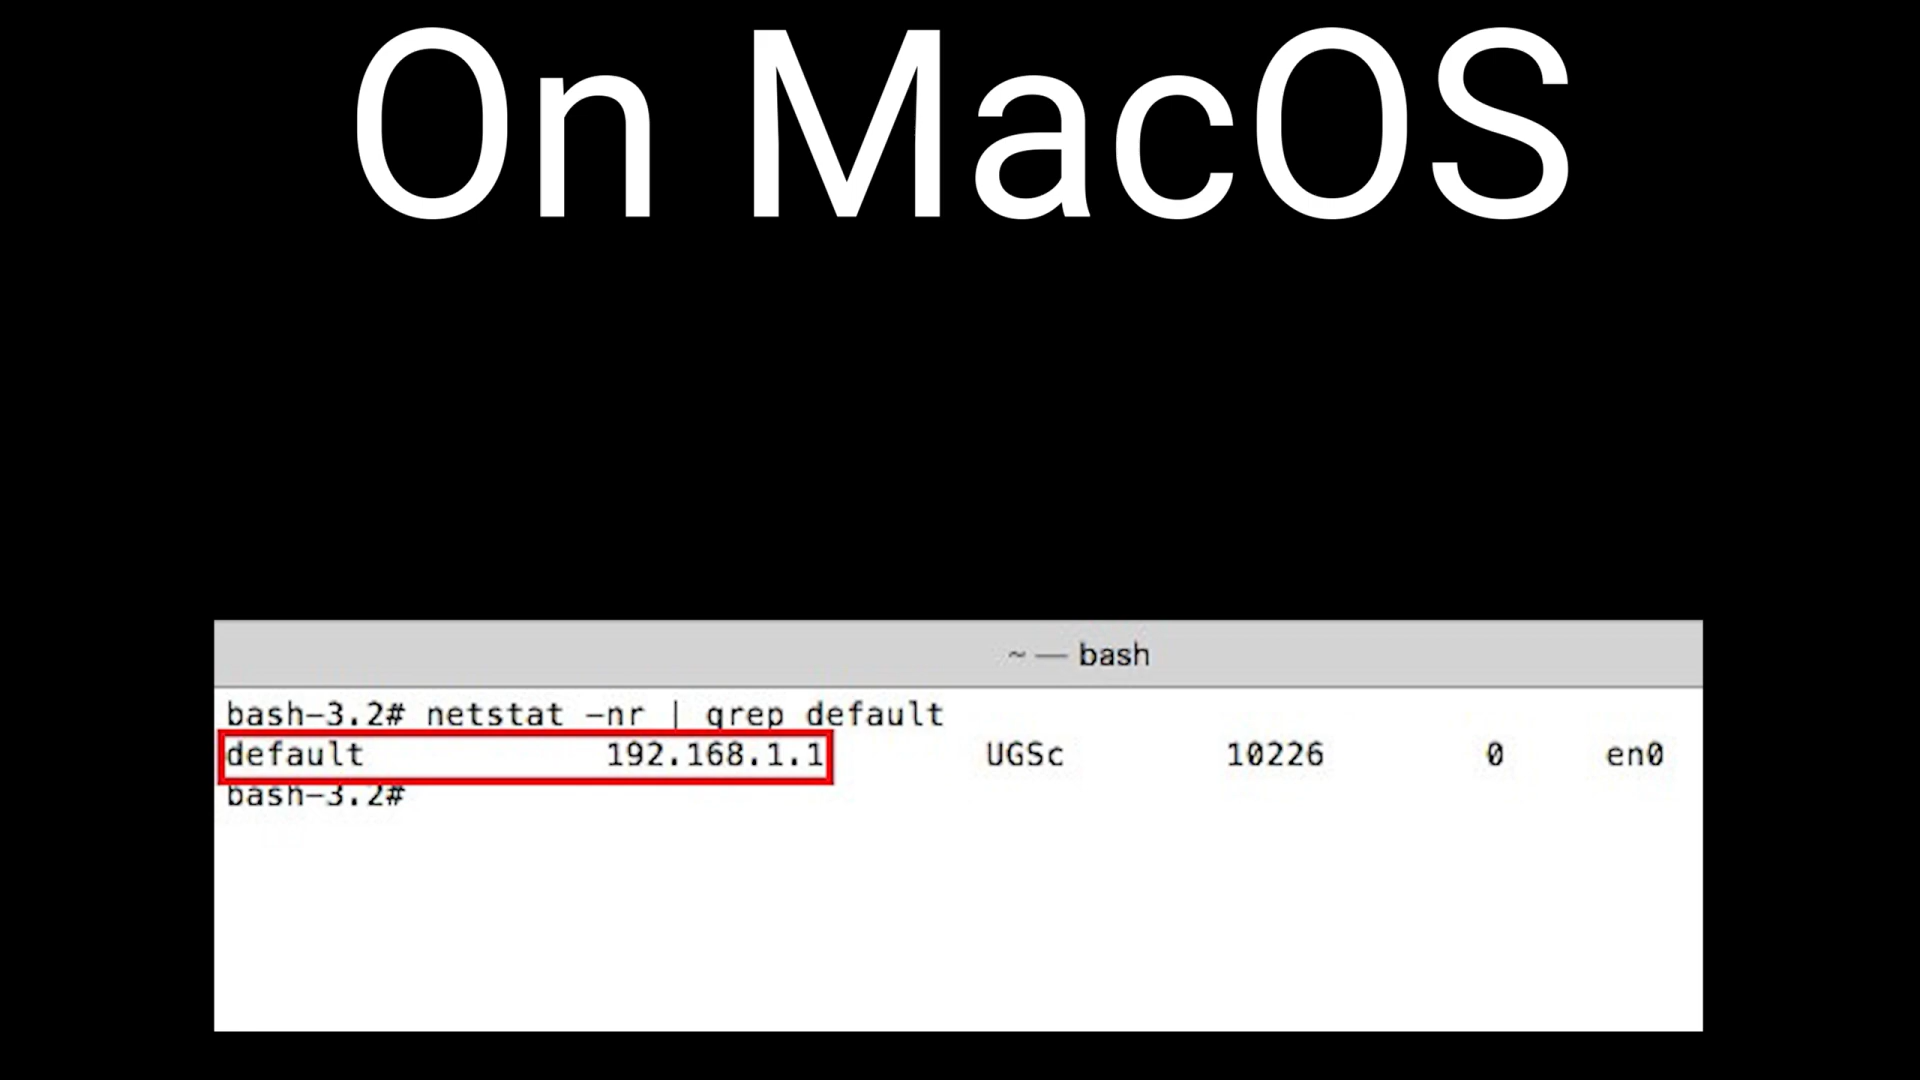 On MacOS
~ — bash
bash-3.2# netstat -nr | grep default
default 192.168.1.1 UGSc 10226 0 en0
bash-3.2#